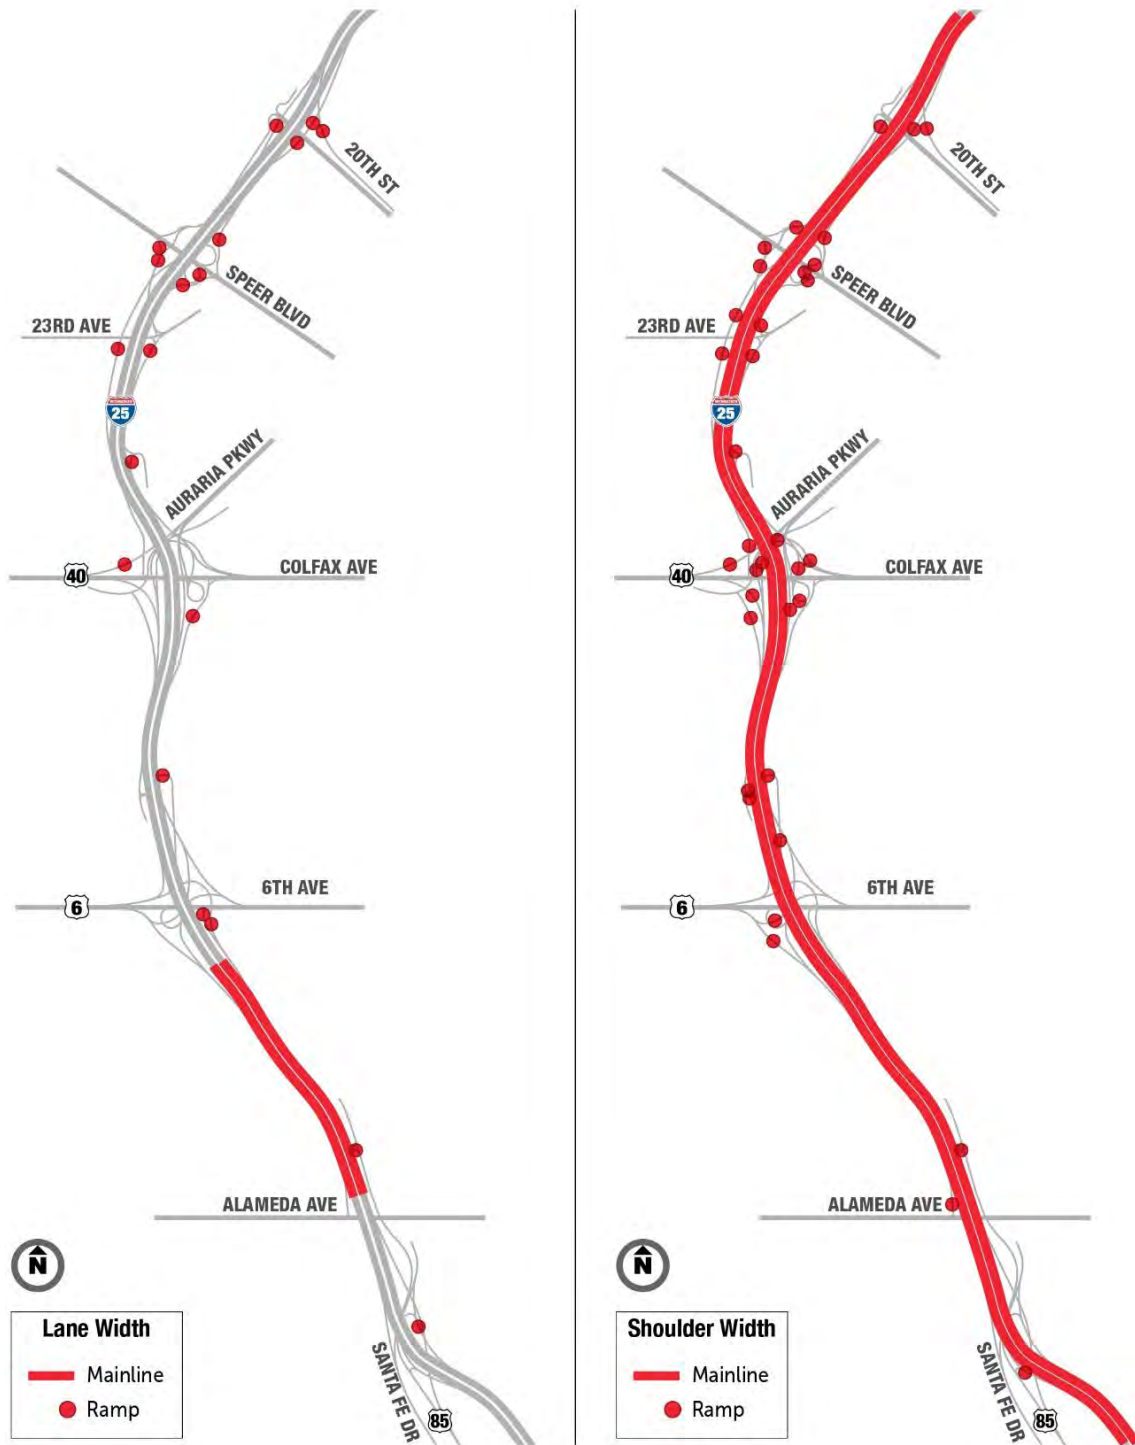 20TH ST
SPEER BLVD
23RD AVE
25
AURARIA PKWY
40
COLFAX AVE
6TH AVE
6
ALAMEDA AVE
N
Lane Width
Mainline
Ramp
SANTA FE DR
85
20TH ST
SPEER BLVD
23RD AVE
25
AURARIA PKWY
40
COLFAX AVE
6TH AVE
6
ALAMEDA AVE
N
Shoulder Width
Mainline
Ramp
SANTA FE DR
85